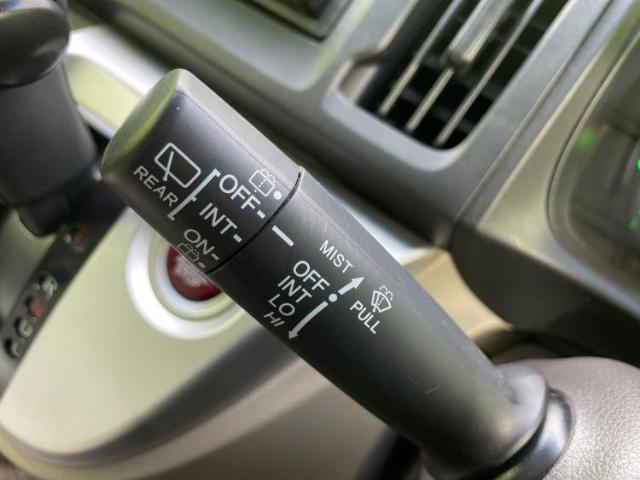 REAR
OFF
INT
ON
MIST
OFF
INT
LO
HI
PULL
R